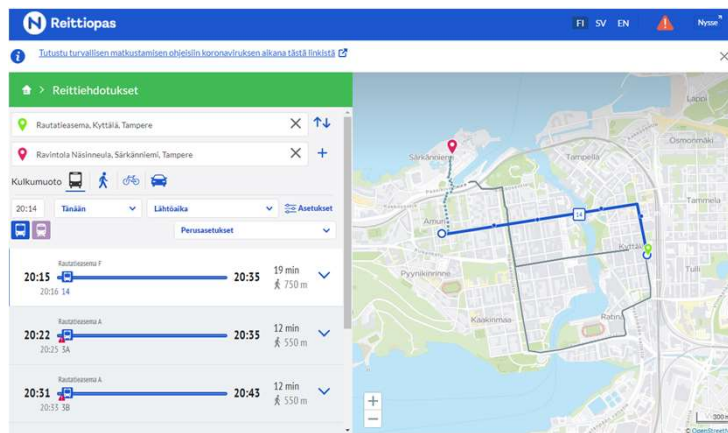 Reittiopas
FI SV EN
Nysse
Tutustu turvallisen matkustamisen ohjeisiin koronaviruksen aikana tästä linkistä
> Reittiehdotukset
Rautatieasema, Kyttälä, Tampere
Ravintola Näsinneula, Särkänniemi, Tampere
Kulkumuoto
20:14 Tänään Lähtöaika Asetukset
Perusasetukset
Rautatieasema F
20:15 20:35 19 min
20:16 14 750 m
Rautatieasema A
20:22 20:35 12 min
20:25 3A 550 m
Rautatieasema A
20:31 20:43 12 min
20:33 3B 550 m
Lappi
Osmonmäki
Särkänniemi
Tampella
Tammela
Amuri
14
Kyttälä
Tulli
Pyynikinrinne
Kaakinmaa
Ratina
200 m
© OpenStreetM